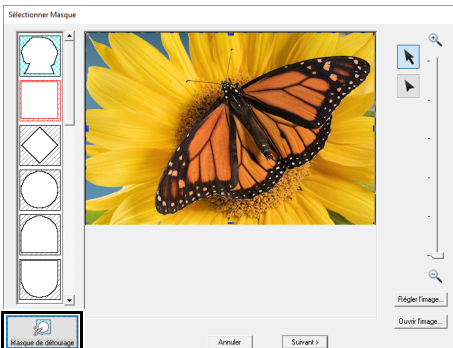 Sélectionner Masque
Régler l'image...
Ouvrir l'image...
Masque de détourage
Annuler
Suivant >